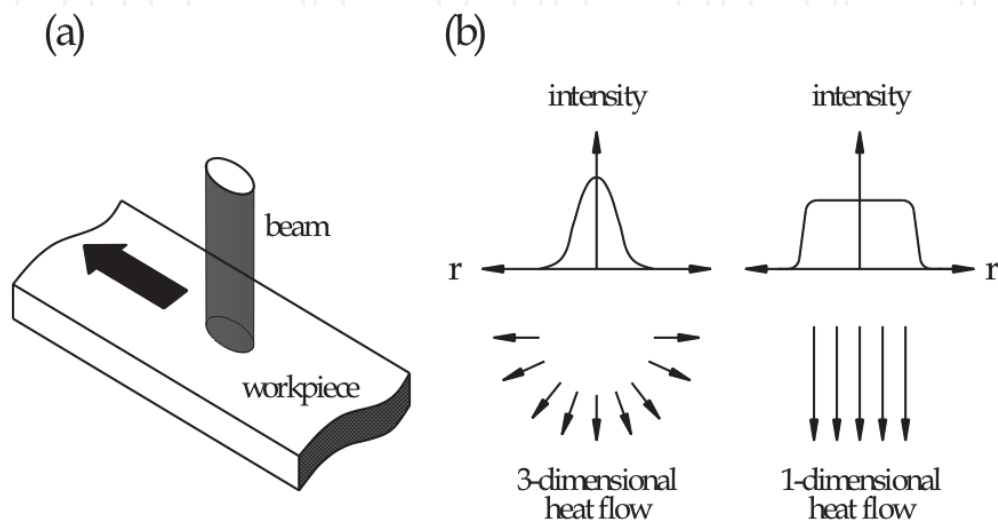 (a)
beam
workpiece
(b)
intensity
r
3-dimensional
heat flow
intensity
r
1-dimensional
heat flow